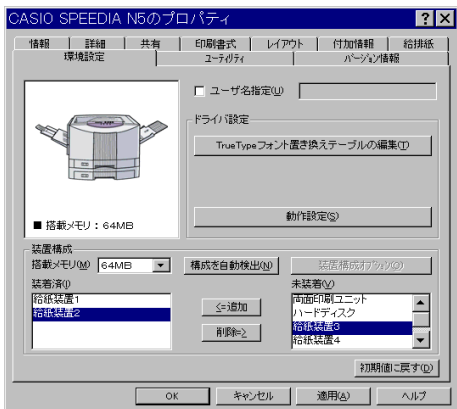 CASIO SPEEDIA N5のプロパティ
情報 詳細 共有 印刷書式 レイアウト 付加情報 給排紙
環境設定 ユーティリティ バージョン情報
ユーザ名指定(U)
ドライバ設定
TrueTypeフォント置き換えテーブルの編集(T)
動作設定(S)
■ 搭載メモリ：64MB
装置構成
搭載メモリ(M) 64MB 構成を自動検出(N) 装置構成オプション(O)
装着済(I) 未装着(V)
給紙装置1
給紙装置2
<=追加
削除=>
両面印刷ユニット
ハードディスク
給紙装置3
給紙装置4
初期値に戻す(D)
OK キャンセル 適用(A) ヘルプ